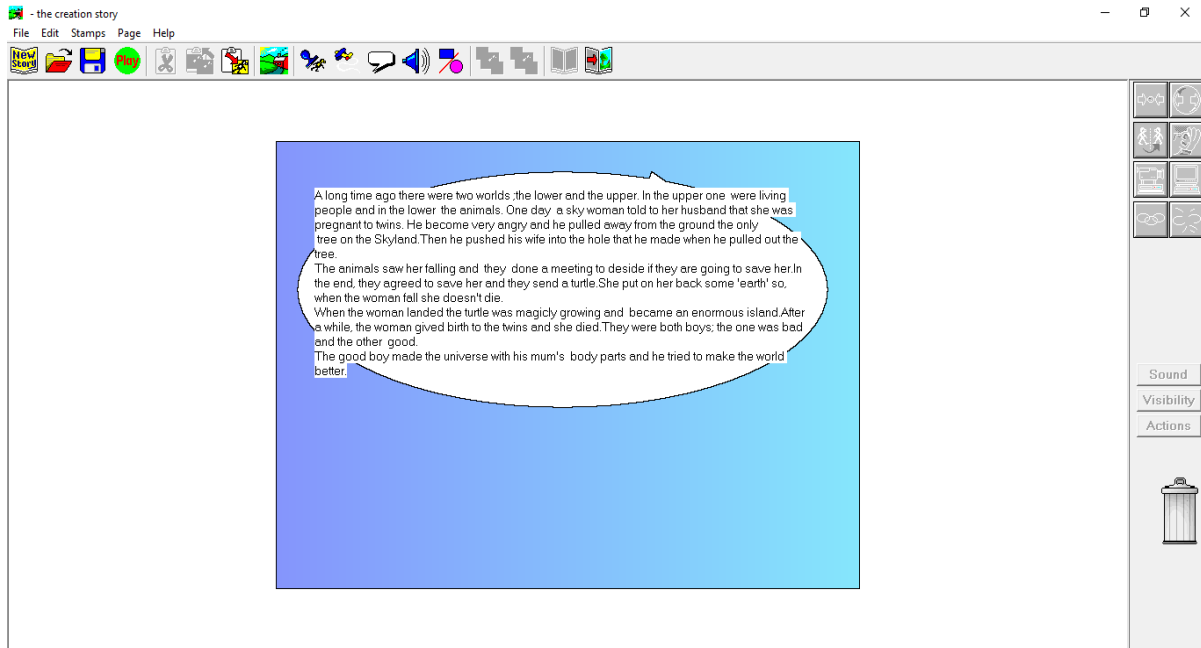 - the creation story
File Edit Stamps Page Help
New Story
Play
A long time ago there were two worlds ;the lower and the upper. In the upper one were living
people and in the lower the animals. One day a sky woman told to her husband that she was
pregnant to twins. He become very angry and he pulled away from the ground the only
tree on the Skyland.Then he pushed his wife into the hole that he made when he pulled out the
tree.
The animals saw her falling and they done a meeting to deside if they are going to save her.In
the end, they agreed to save her and they send a turtle.She put on her back some 'earth' so,
when the woman fall she doesn't die.
When the woman landed the turtle was magicly growing and became an enormous island.After
a while, the woman gived birth to the twins and she died.They were both boys; the one was bad
and the other good.
The good boy made the universe with his mum's body parts and he tried to make the world
better.
Sound
Visibility
Actions